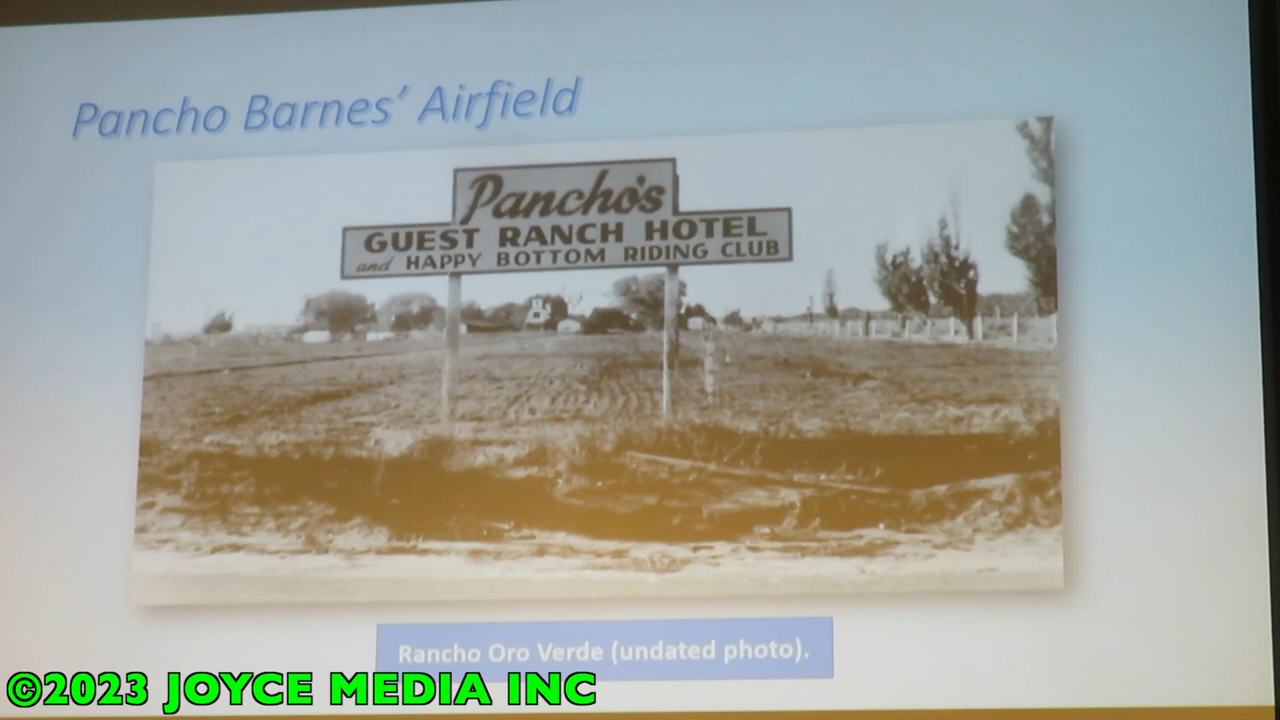 Pancho Barnes’ Airfield
Pancho's
GUEST RANCH HOTEL
and HAPPY BOTTOM RIDING CLUB
Rancho Oro Verde (undated photo).
©2023 JOYCE MEDIA INC